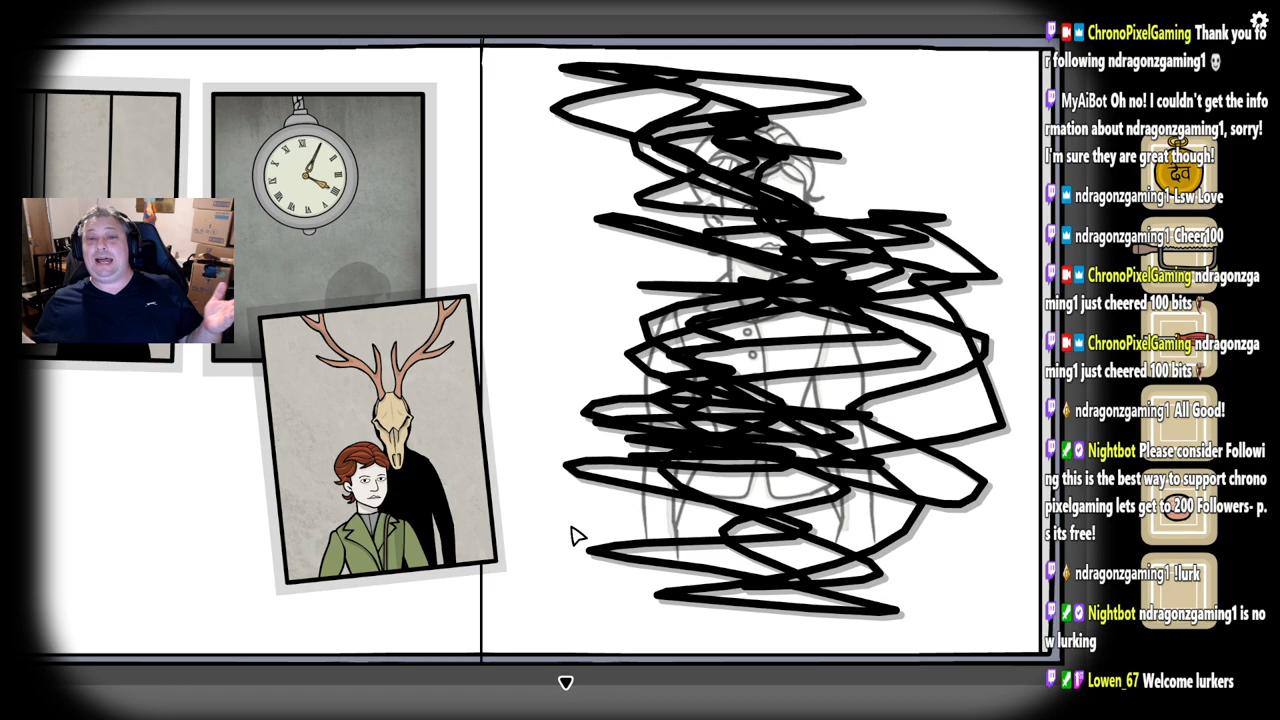 ChronoPixelGaming Thank you fo
r following ndragonzgaming1
MyAiBot Oh no! I couldn't get the info
rmation about ndragonzgaming1, sorry!
I'm sure they are great though!
देव
ndragonzgaming1 Lsw Love
ndragonzgaming1 Cheer100
ChronoPixelGaming ndragonzga
ming1 just cheered 100 bits
ChronoPixelGaming ndragonzga
ming1 just cheered 100 bits
ndragonzgaming1 All Good!
Nightbot Please consider Followi
ng this is the best way to support chrono
pixelgaming lets get to 200 Followers- p.
s its free!
ndragonzgaming1 !lurk
Nightbot ndragonzgaming1 is no
w lurking
Lowen_67 Welcome lurkers